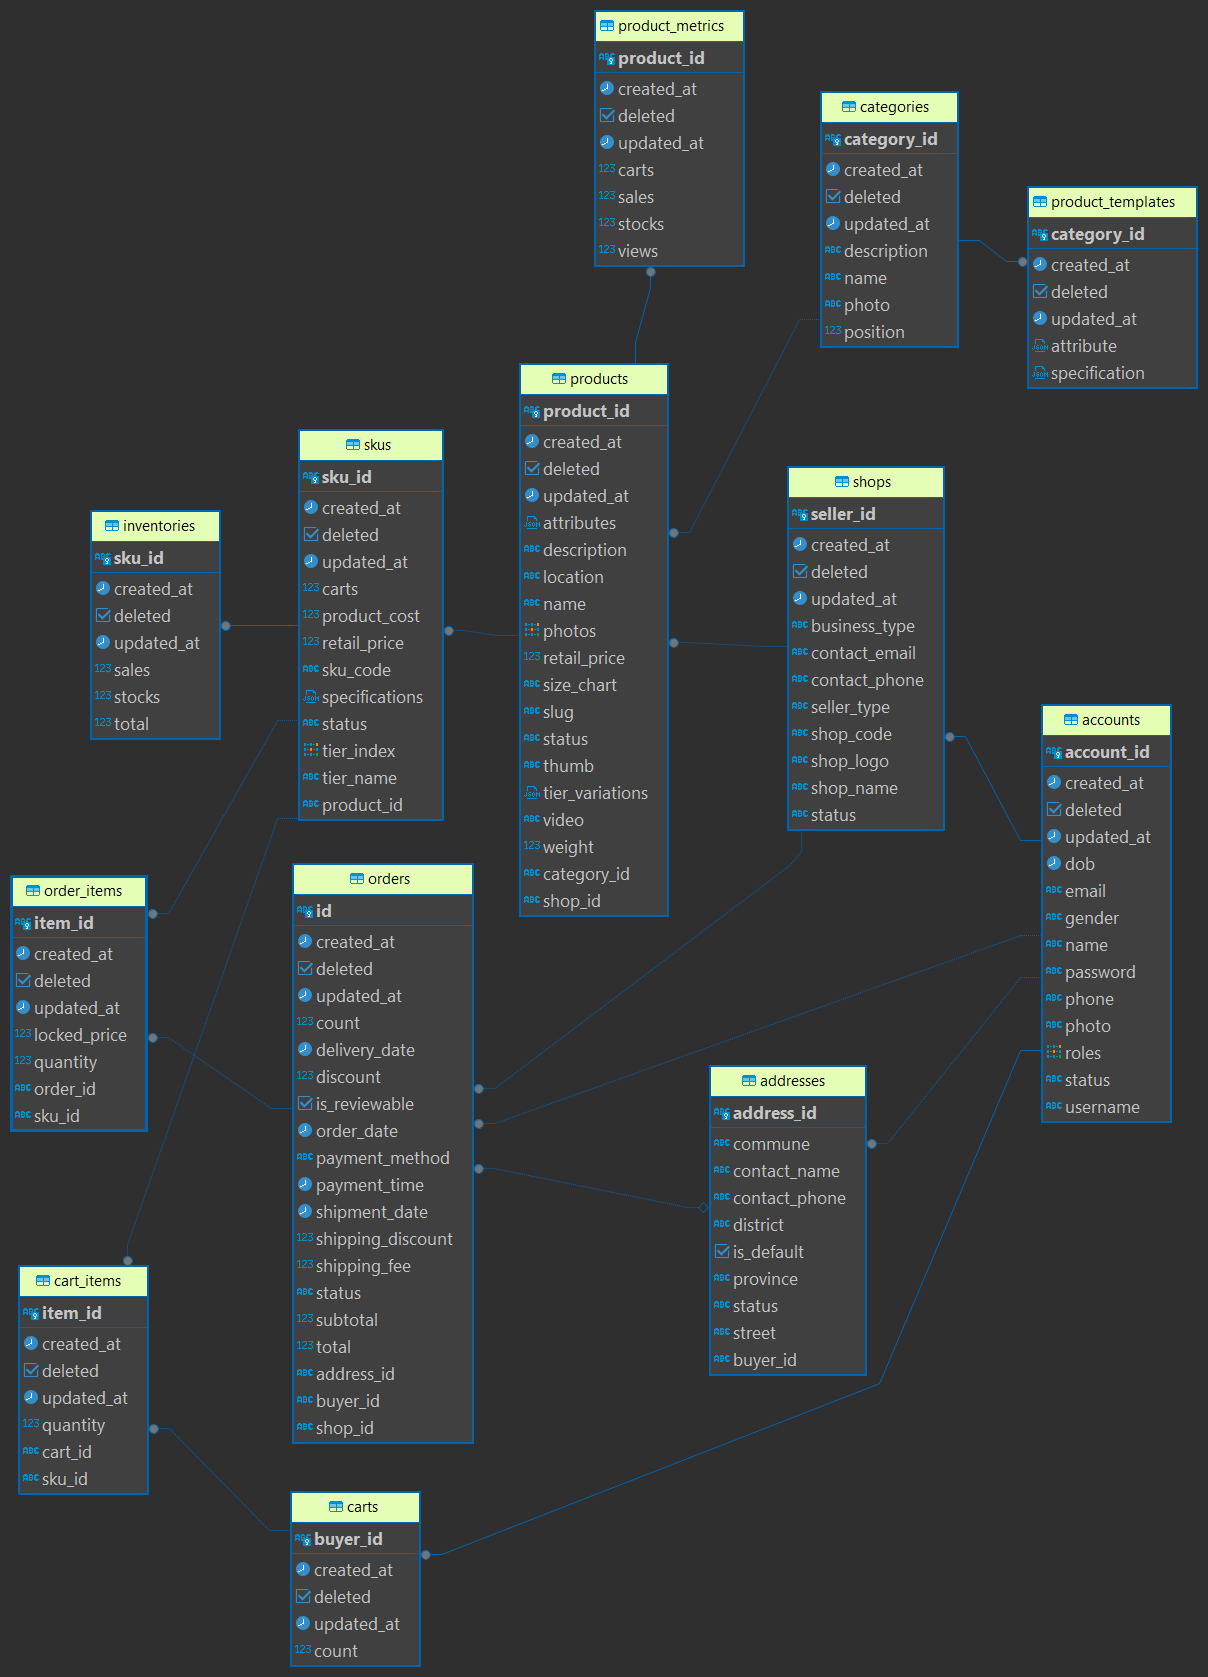 product_metrics
product_id
created_at
deleted
updated_at
carts
sales
stocks
views
categories
category_id
created_at
deleted
updated_at
description
name
photo
position
product_templates
category_id
created_at
deleted
updated_at
attribute
specification
products
product_id
created_at
deleted
updated_at
attributes
description
location
name
photos
retail_price
size_chart
slug
status
thumb
tier_variations
video
weight
category_id
shop_id
skus
sku_id
created_at
deleted
updated_at
carts
product_cost
retail_price
sku_code
specifications
status
tier_index
tier_name
product_id
inventories
sku_id
created_at
deleted
updated_at
sales
stocks
total
shops
seller_id
created_at
deleted
updated_at
business_type
contact_email
contact_phone
seller_type
shop_code
shop_logo
shop_name
status
accounts
account_id
created_at
deleted
updated_at
dob
email
gender
name
password
phone
photo
roles
status
username
order_items
item_id
created_at
deleted
updated_at
locked_price
quantity
order_id
sku_id
orders
id
created_at
deleted
updated_at
count
delivery_date
discount
is_reviewable
order_date
payment_method
payment_time
shipment_date
shipping_discount
shipping_fee
status
subtotal
total
address_id
buyer_id
shop_id
addresses
address_id
commune
contact_name
contact_phone
district
is_default
province
status
street
buyer_id
cart_items
item_id
created_at
deleted
updated_at
quantity
cart_id
sku_id
carts
buyer_id
created_at
deleted
updated_at
count